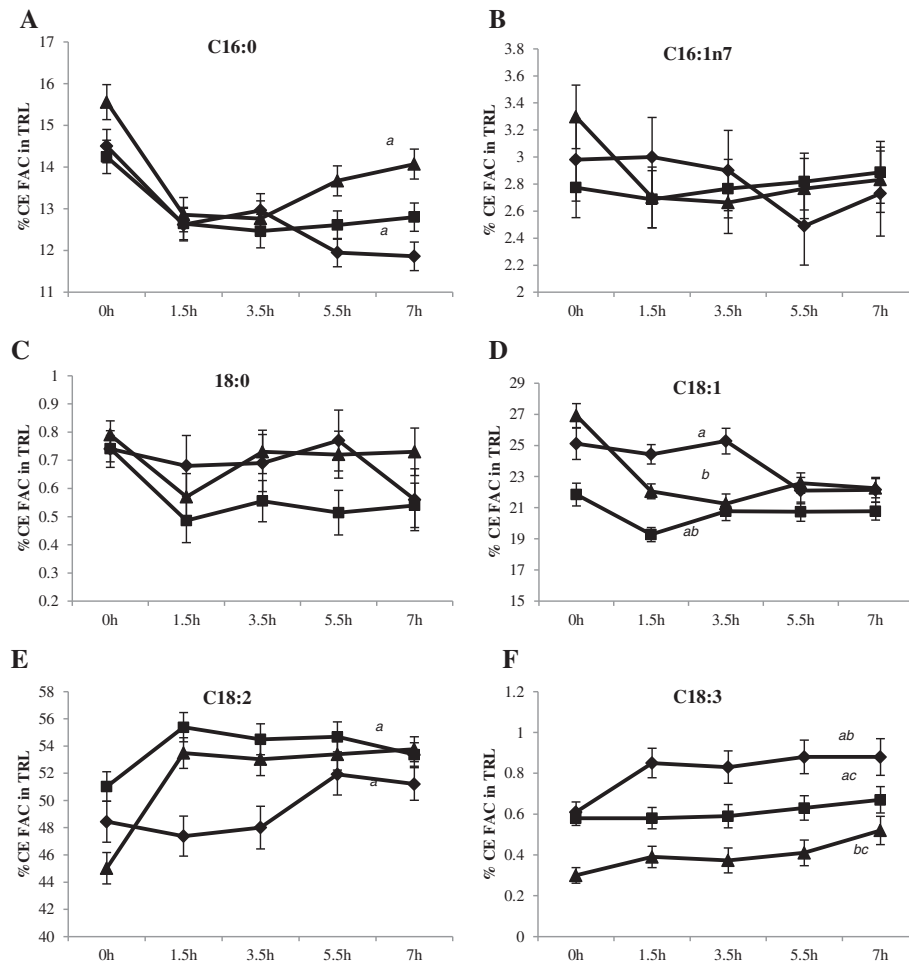 A
C16:0
%CE FAC in TRL
17
16
15
14
13
12
11
a
a
0h 1.5h 3.5h 5.5h 7h
B
C16:1n7
% CE FAC in TRL
3.8
3.6
3.4
3.2
3
2.8
2.6
2.4
2.2
2
0h 1.5h 3.5h 5.5h 7h
C
18:0
%CE FAC in TRL
1
0.9
0.8
0.7
0.6
0.5
0.4
0.3
0.2
0h 1.5h 3.5h 5.5h 7h
D
C18:1
% CE FAC in TRL
29
27
25
23
21
19
17
15
a
b
ab
0h 1.5h 3.5h 5.5h 7h
E
C18:2
%CE FAC in TRL
58
56
54
52
50
48
46
44
42
40
a
a
0h 1.5h 3.5h 5.5h 7h
F
C18:3
% CE FAC in TRL
1.2
1
0.8
0.6
0.4
0.2
0
ab
ac
bc
0h 1.5h 3.5h 5.5h 7h